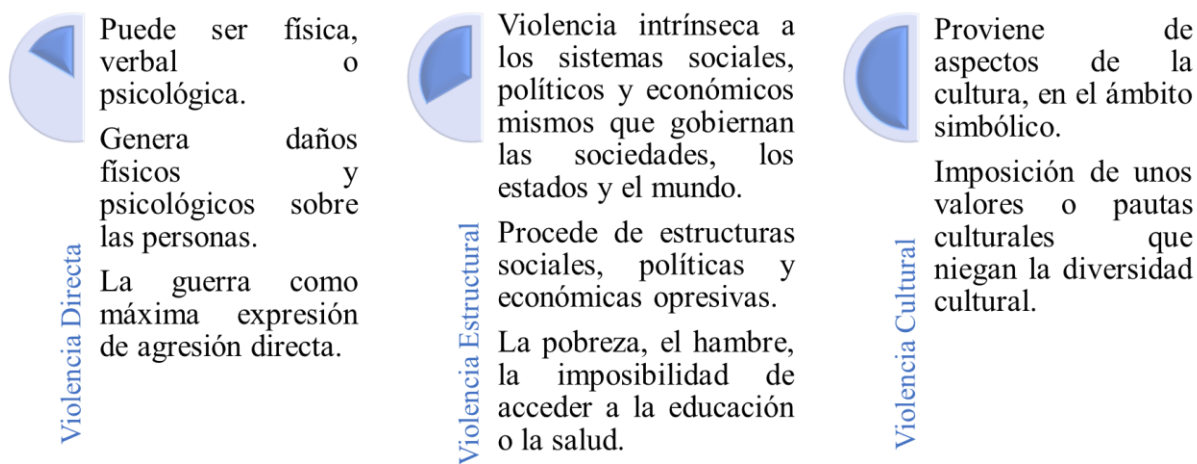 Violencia Directa
Puede ser física,
verbal o
psicológica.
Genera daños
físicos y
psicológicos sobre
las personas.
La guerra como
máxima expresión
de agresión directa.
Violencia Estructural
Violencia intrínseca a
los sistemas sociales,
políticos y económicos
mismos que gobiernan
las sociedades, los
estados y el mundo.
Procede de estructuras
sociales, políticas y
económicas opresivas.
La pobreza, el hambre,
la imposibilidad de
acceder a la educación
o la salud.
Violencia Cultural
Proviene de
aspectos de la
cultura, en el ámbito
simbólico.
Imposición de unos
valores o pautas
culturales que
niegan la diversidad
cultural.